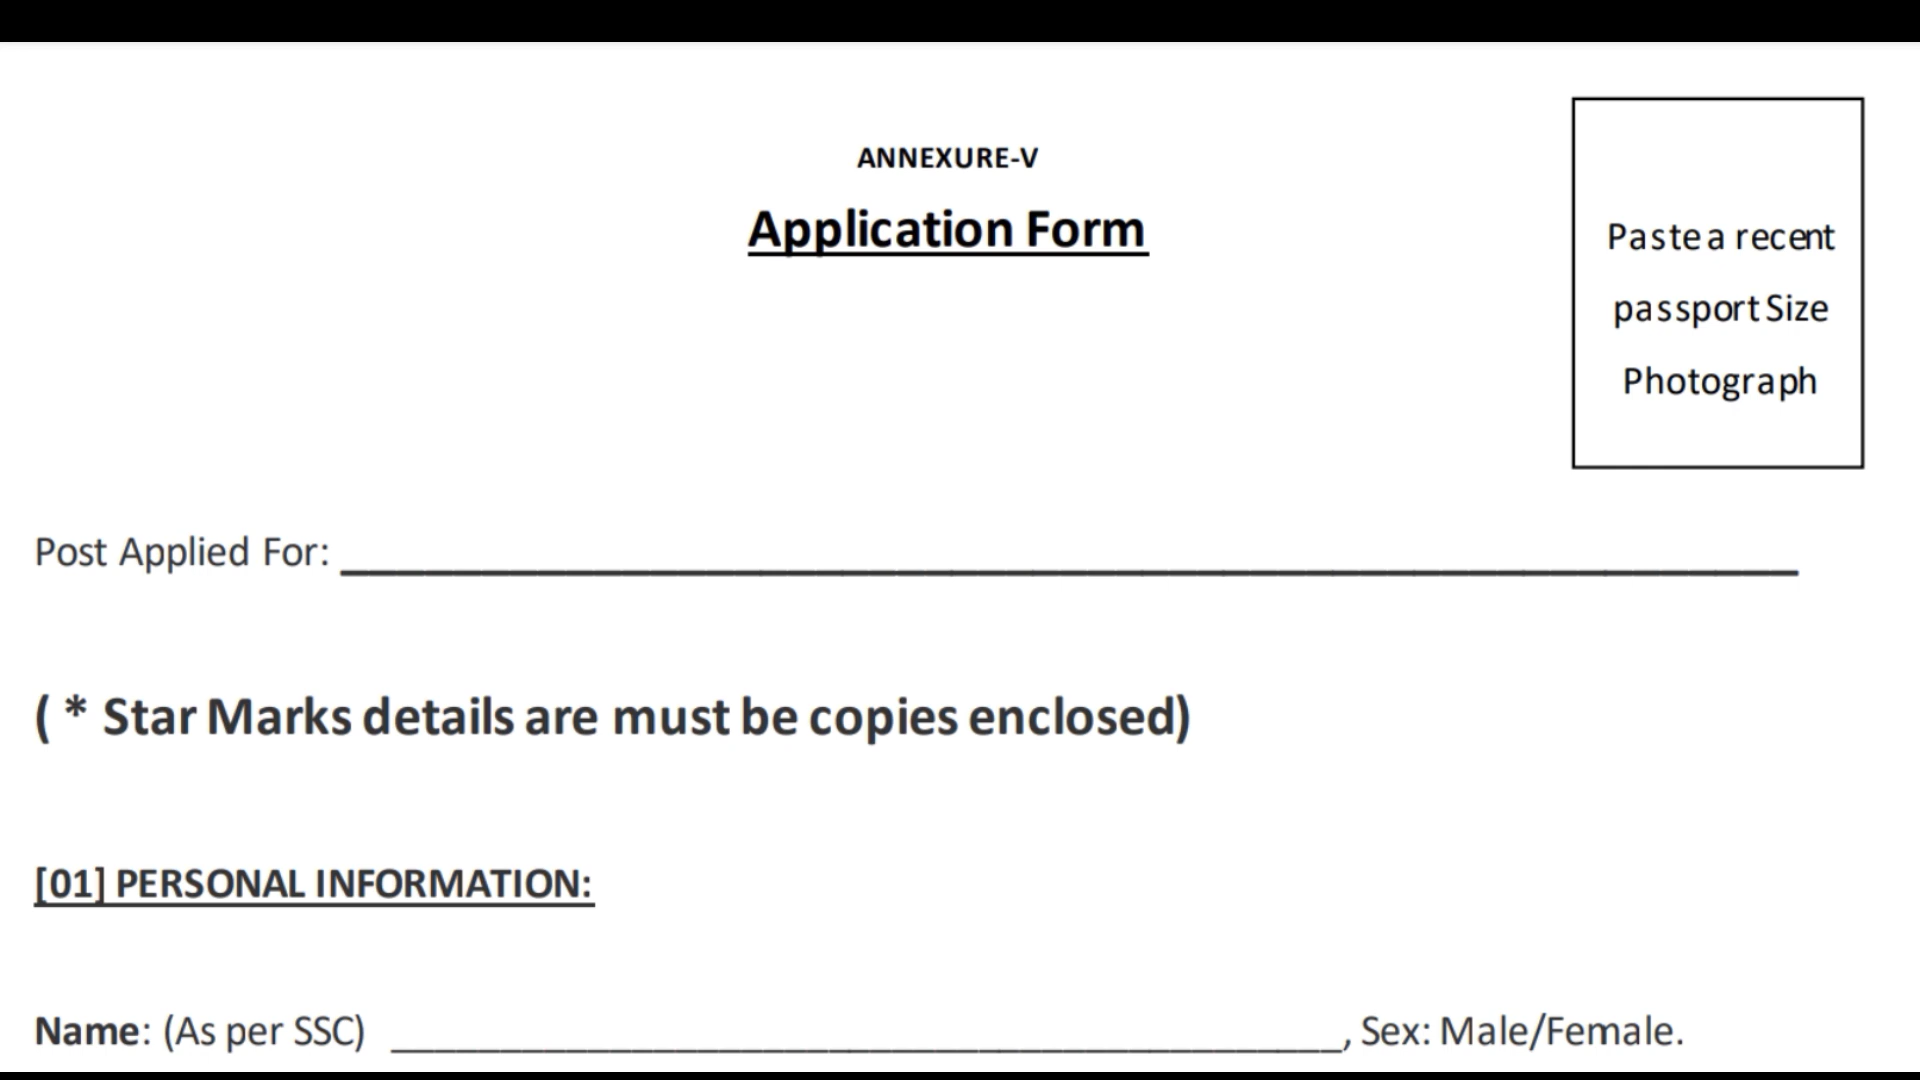 ANNEXURE-V
Application Form
Paste a recent
passport Size
Photograph
Post Applied For: ____________________________________________________
( * Star Marks details are must be copies enclosed)
[01] PERSONAL INFORMATION:
Name: (As per SSC) ____________________________________________, Sex: Male/Female.